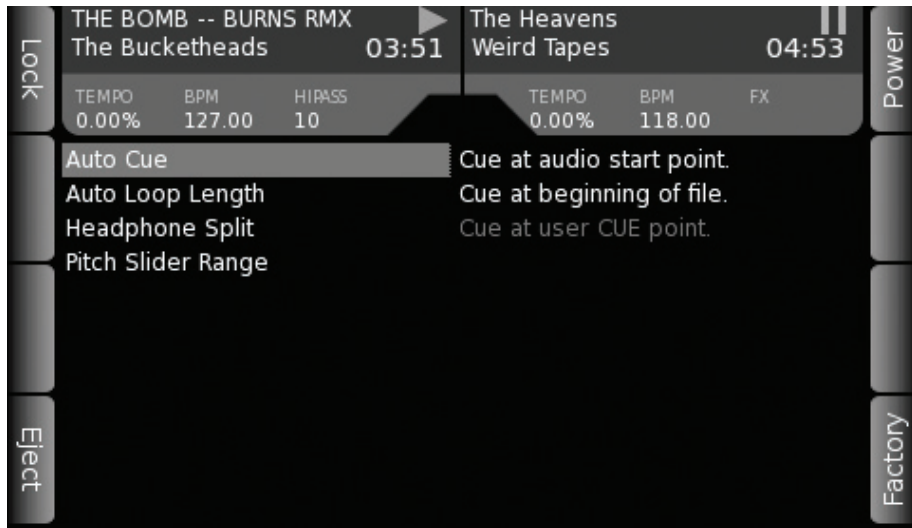 Lock
THE BOMB -- BURNS RMX
The Bucketheads 03:51
The Heavens
Weird Tapes 04:53
Power
TEMPO BPM HIPASS
0.00% 127.00 10
TEMPO BPM FX
0.00% 118.00
Auto Cue
Auto Loop Length
Headphone Split
Pitch Slider Range
Cue at audio start point.
Cue at beginning of file.
Cue at user CUE point.
Eject
Factory